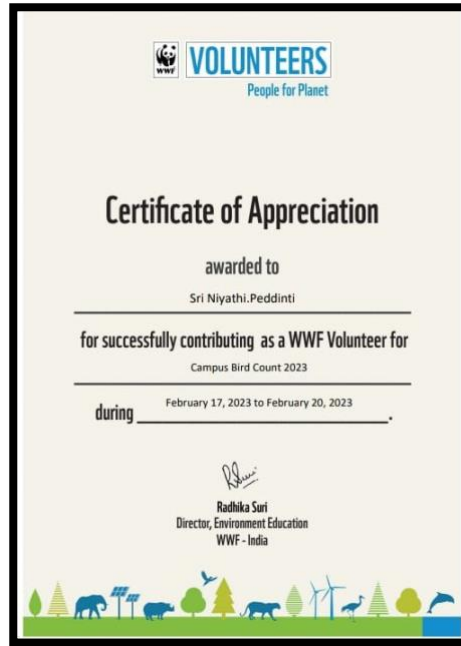 WWF
VOLUNTEERS
People for Planet
Certificate of Appreciation
awarded to
Sri Niyathi.Peddinti
for successfully contributing as a WWF Volunteer for
Campus Bird Count 2023
during February 17, 2023 to February 20, 2023.
Radhika Suri
Director, Environment Education
WWF - India